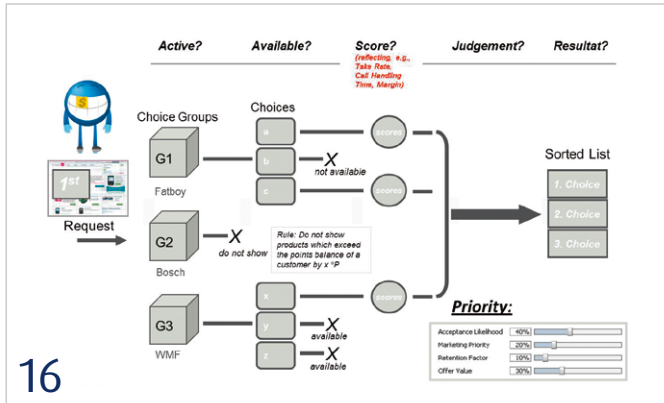 Active?
Available?
Score?
(reflecting, e.g.,
Take Rate,
Call Handling
Time, Margin)
Judgement?
Resultat?
S
Choice Groups
Choices
1st
Request
G1
Fatboy
a
b
c
X
not available
scores
scores
G2
Bosch
X
do not show
Rule: Do not show
products which exceed
the points balance of a
customer by x °P
G3
WMF
x
y
z
scores
X
available
X
available
Sorted List
1. Choice
2. Choice
3. Choice
Priority:
Acceptance Likelihood 40%
Marketing Priority 20%
Retention Factor 10%
Offer Value 30%
16